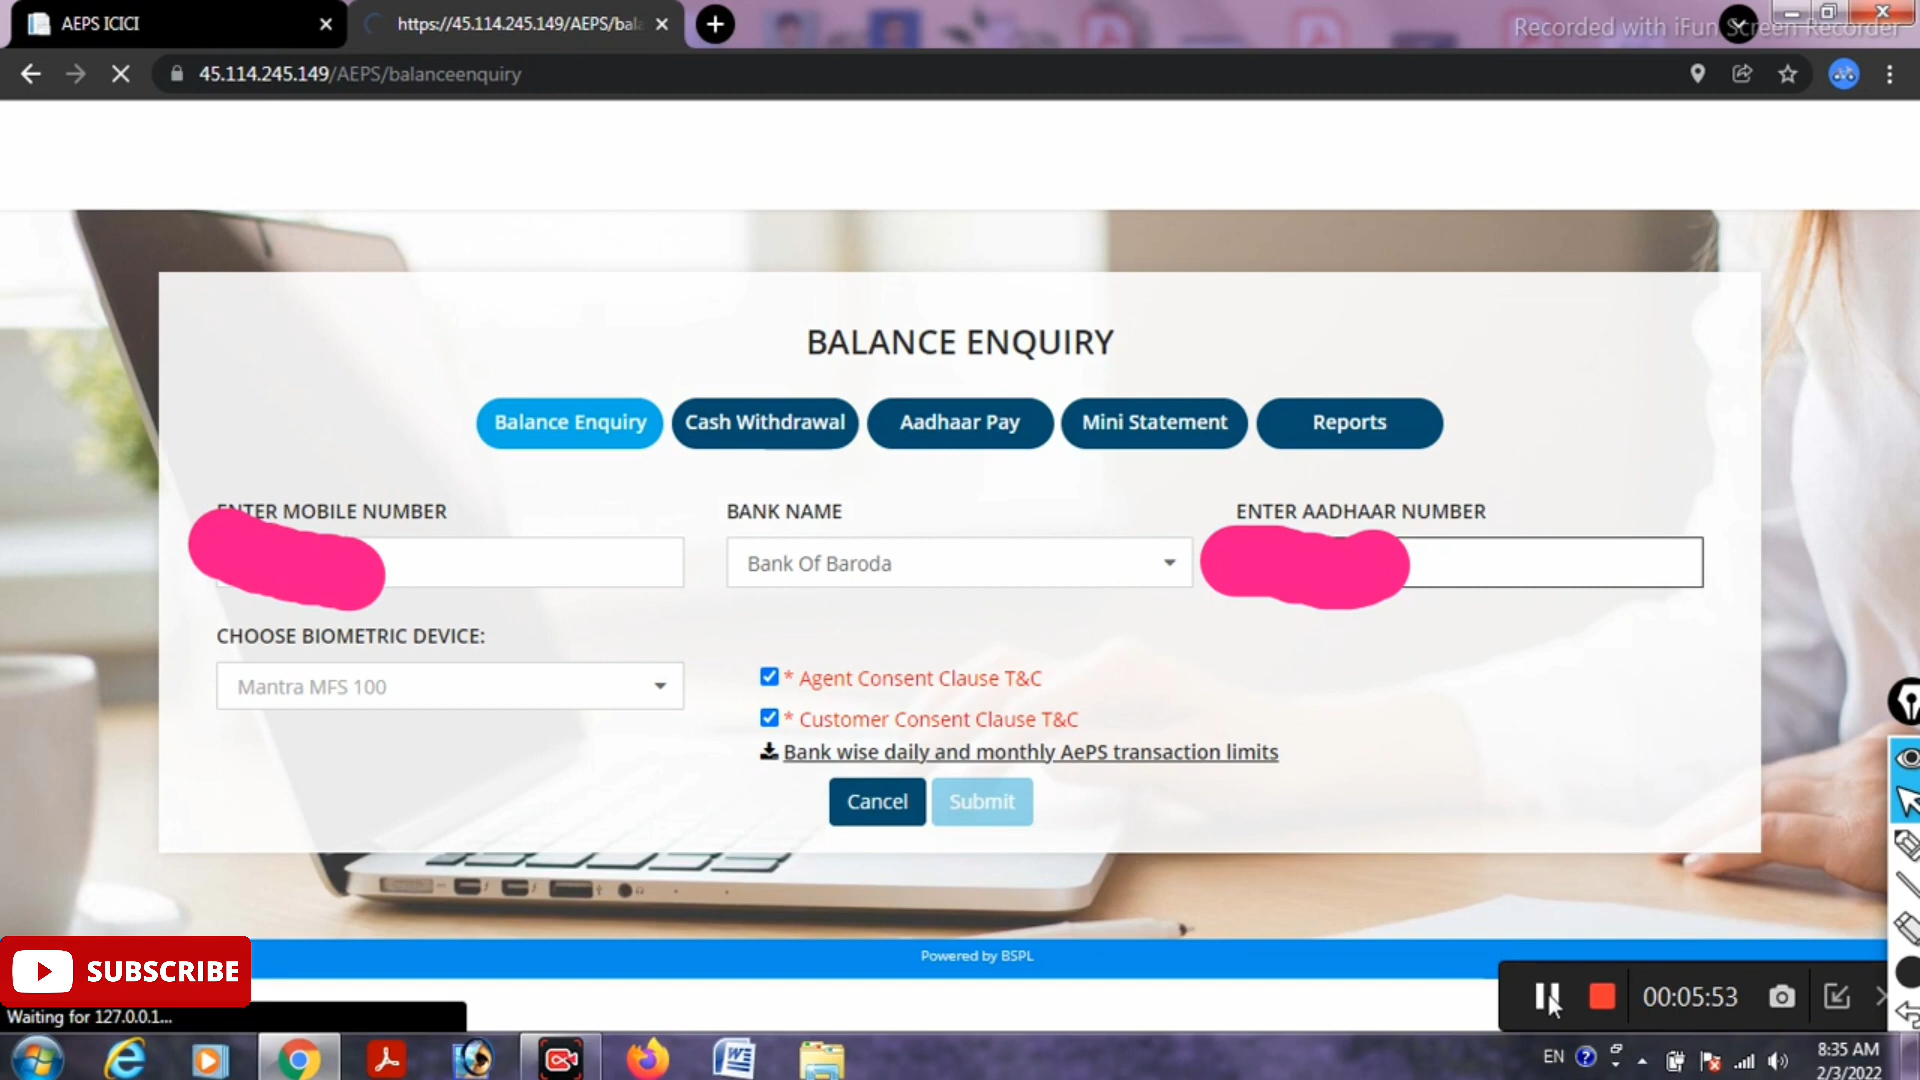 AEPS ICICI
https://45.114.245.149/AEPS/bal
Recorded with iFun Screen Recorder
45.114.245.149/AEPS/balanceenquiry
BALANCE ENQUIRY
Balance Enquiry
Cash Withdrawal
Aadhaar Pay
Mini Statement
Reports
ENTER MOBILE NUMBER
BANK NAME
ENTER AADHAAR NUMBER
Bank Of Baroda
CHOOSE BIOMETRIC DEVICE:
Mantra MFS 100
* Agent Consent Clause T&C
* Customer Consent Clause T&C
Bank wise daily and monthly AePS transaction limits
Cancel
Submit
Powered by BSPL
SUBSCRIBE
00:05:53
Waiting for 127.0.0.1...
EN
8:35 AM
2/3/2022